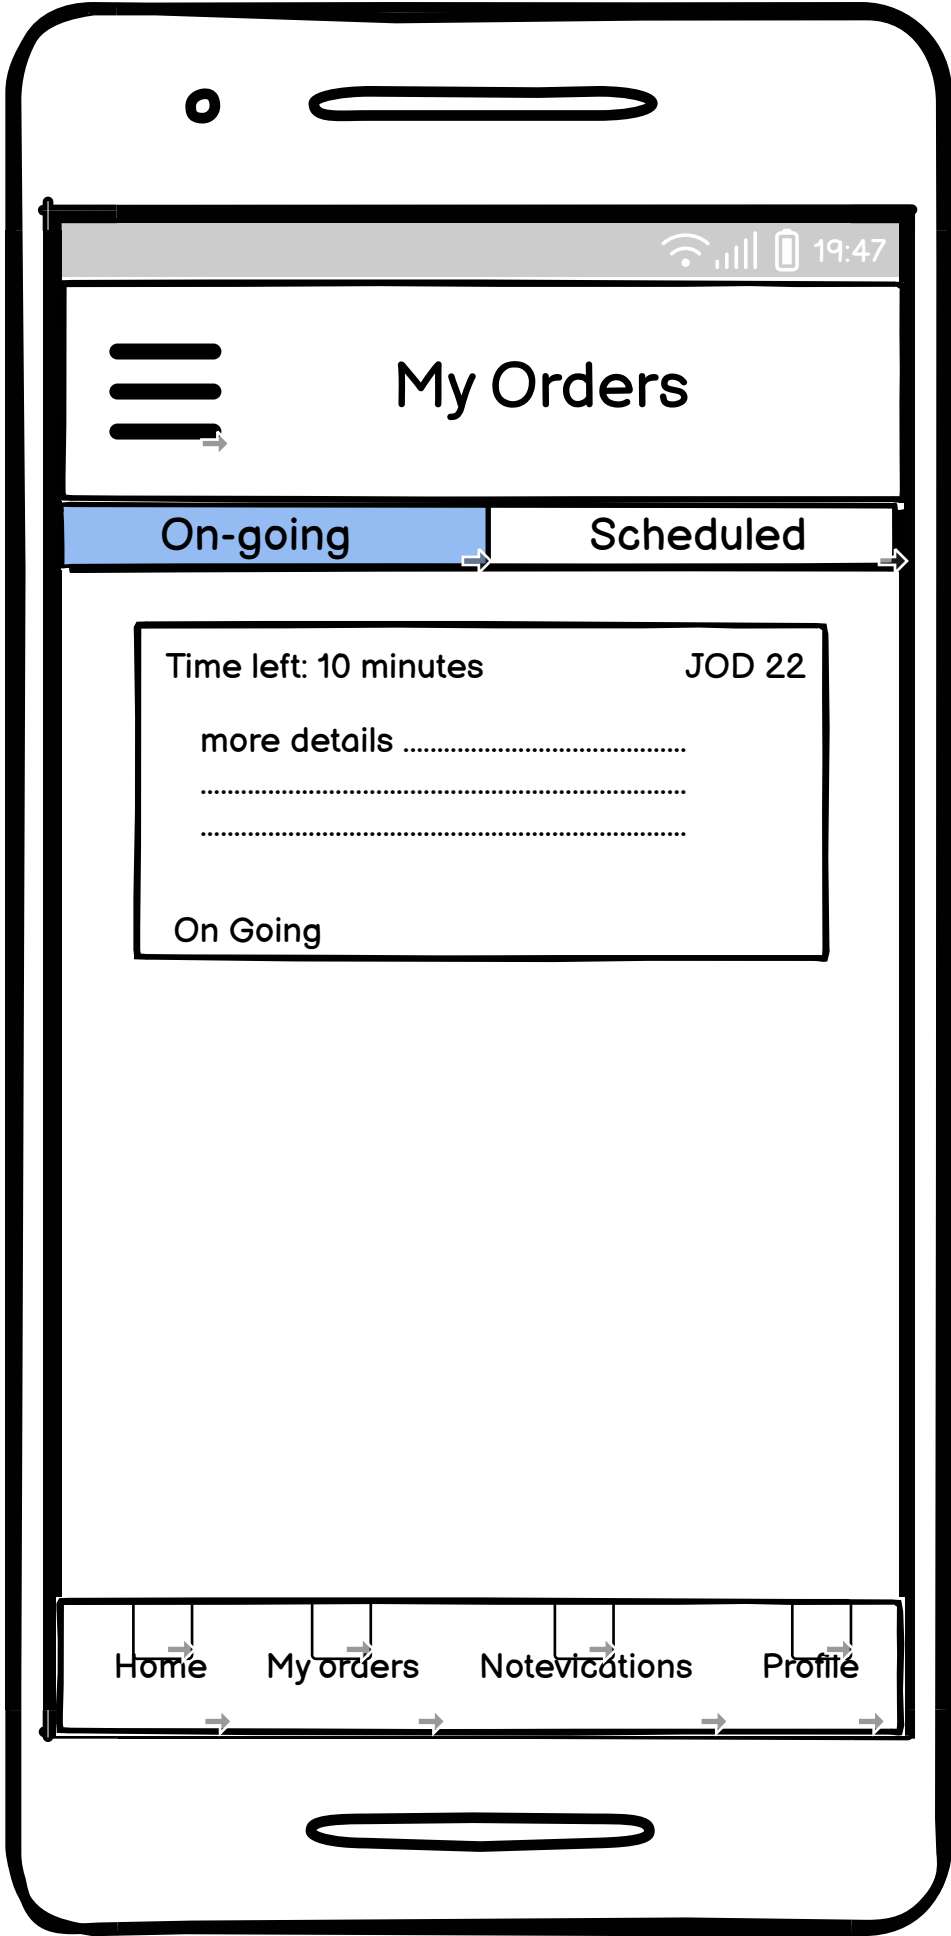 19:47
My Orders
On-going Scheduled
Time left: 10 minutes JOD 22
more details ..........................................
........................................................................
........................................................................
On Going
Home My orders Notevications Profile